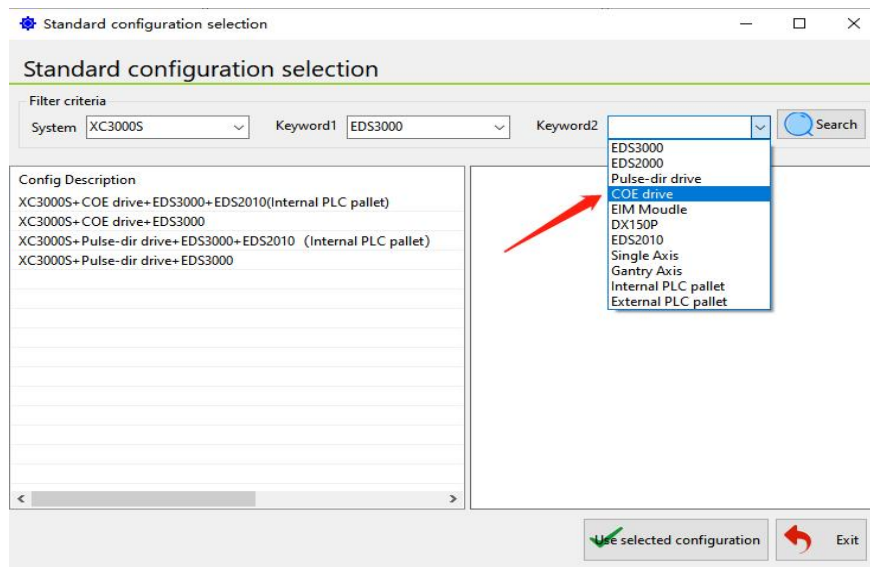 Standard configuration selection
Standard configuration selection
Filter criteria
System XC3000S Keyword1 EDS3000 Keyword2 Search
EDS3000
EDS2000
Pulse-dir drive
COE drive
EIM Moudle
DX150P
EDS2010
Single Axis
Gantry Axis
Internal PLC pallet
External PLC pallet
Config Description
XC3000S+COE drive+EDS3000+EDS2010(Internal PLC pallet)
XC3000S+COE drive+EDS3000
XC3000S+Pulse-dir drive+EDS3000+EDS2010（Internal PLC pallet）
XC3000S+Pulse-dir drive+EDS3000
Use selected configuration Exit